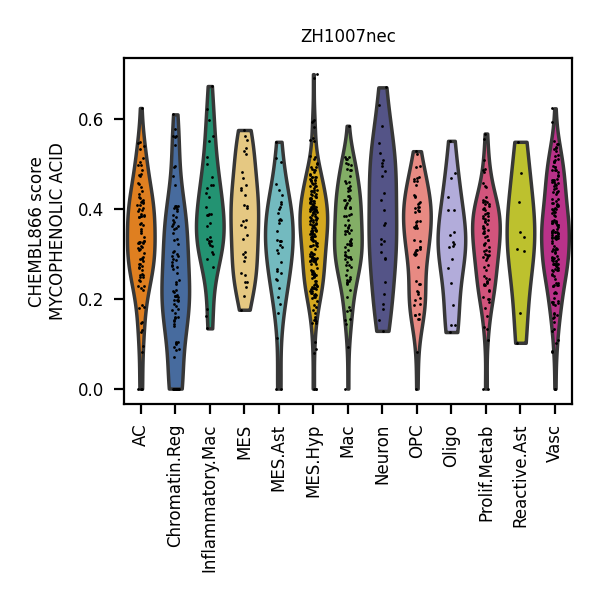 ZH1007nec
CHEMBL866 score
MYCOPHENOLIC ACID
0.6
0.4
0.2
0.0
AC
Chromatin.Reg
Inflammatory.Mac
MES
MES.Ast
MES.Hyp
Mac
Neuron
OPC
Oligo
Prolif.Metab
Reactive.Ast
Vasc